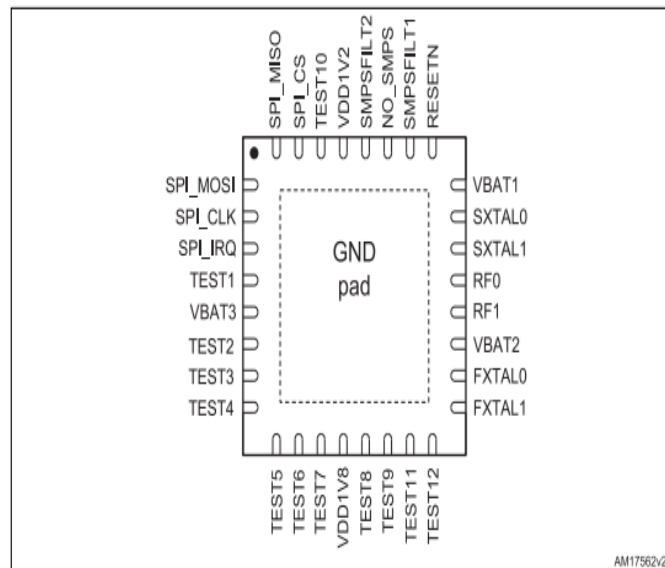 SPI_MISO
SPI_CS
TEST10
VDD1V2
SMPSFILT2
NO_SMPS
SMPSFILT1
RESETN
SPI_MOSI
SPI_CLK
SPI_IRQ
TEST1
VBAT3
TEST2
TEST3
TEST4
GND
pad
VBAT1
SXTAL0
SXTAL1
RF0
RF1
VBAT2
FXTAL0
FXTAL1
TEST5
TEST6
TEST7
VDD1V8
TEST8
TEST9
TEST11
TEST12
AM17562v2